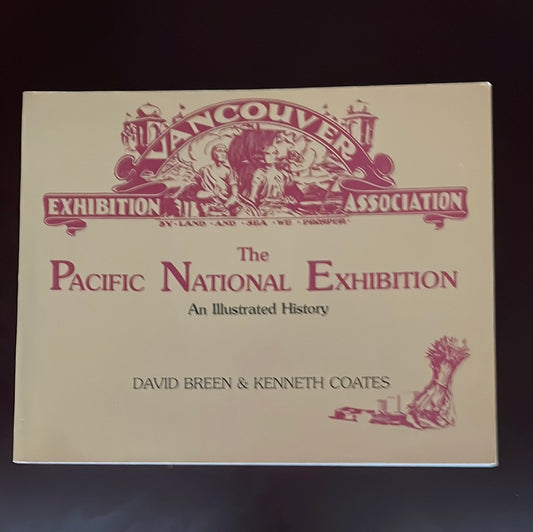 VANCOUVER
EXHIBITION ASSOCIATION
BY · LAND · AND · SEA · WE · PROSPER
The
PACIFIC NATIONAL EXHIBITION
An Illustrated History
DAVID BREEN & KENNETH COATES